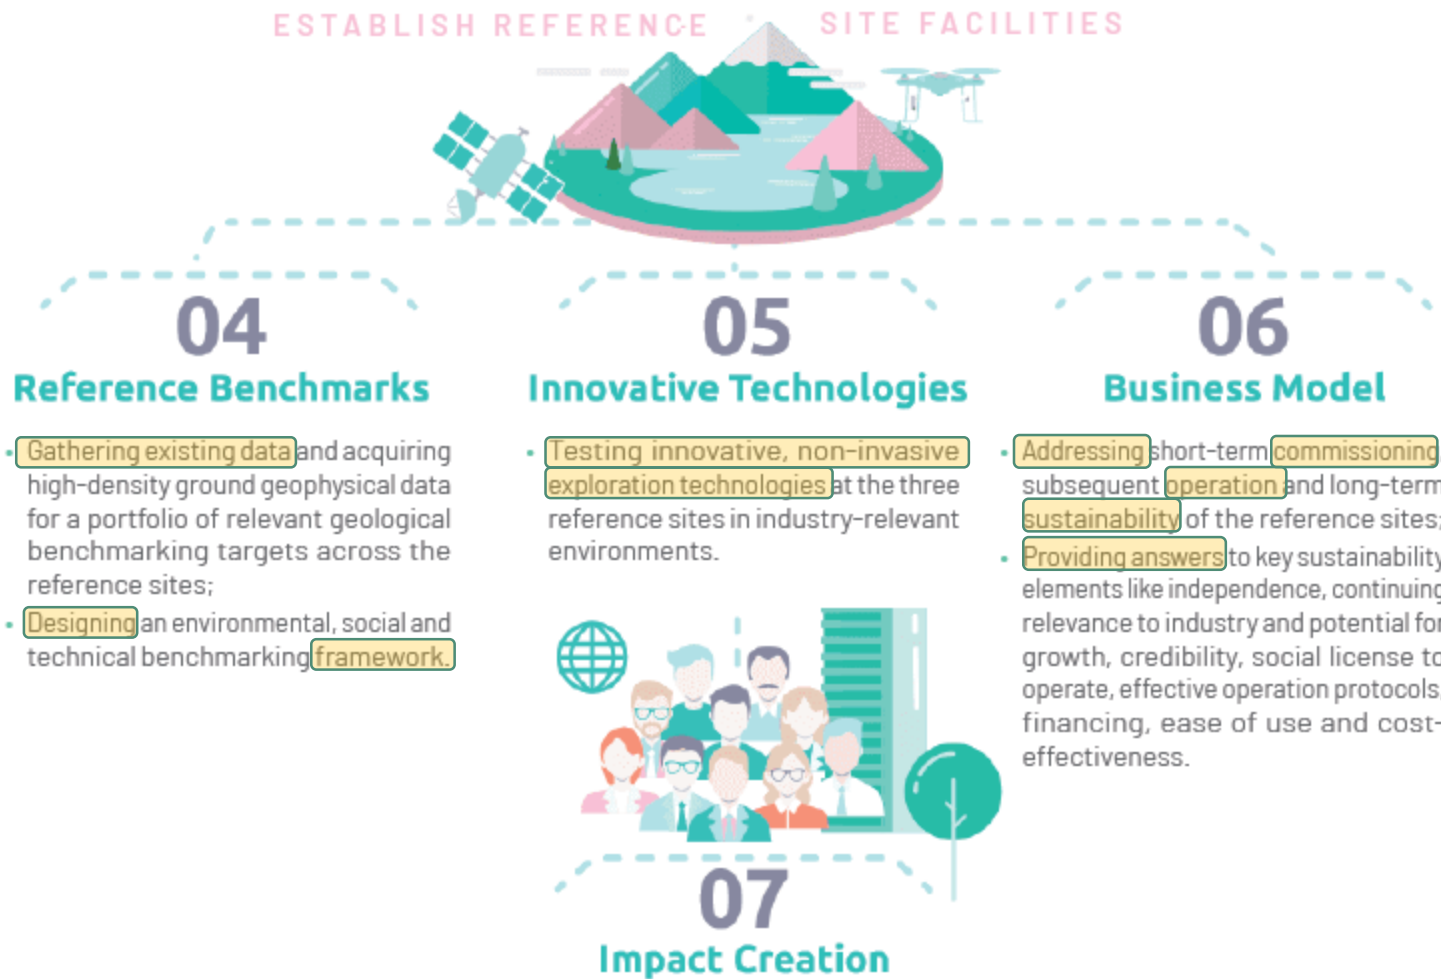 ESTABLISH REFERENCE SITE FACILITIES
04
Reference Benchmarks
• Gathering existing data and acquiring
high-density ground geophysical data
for a portfolio of relevant geological
benchmarking targets across the
reference sites;
• Designing an environmental, social and
technical benchmarking framework.
05
Innovative Technologies
• Testing innovative, non-invasive
exploration technologies at the three
reference sites in industry-relevant
environments.
06
Business Model
• Addressing short-term commissioning
subsequent operation and long-term
sustainability of the reference sites;
• Providing answers to key sustainability
elements like independence, continuing
relevance to industry and potential for
growth, credibility, social license to
operate, effective operation protocols,
financing, ease of use and cost-
effectiveness.
07
Impact Creation